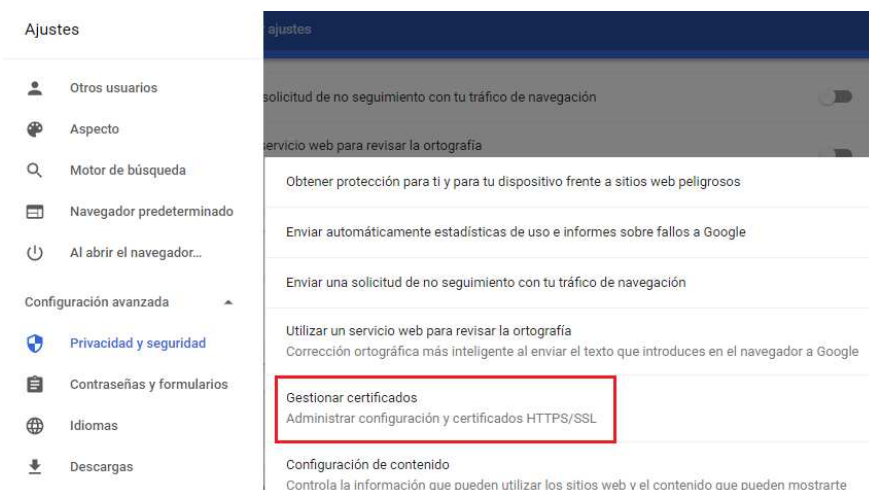 Ajustes
Otros usuarios
Aspecto
Motor de búsqueda
Navegador predeterminado
Al abrir el navegador...
Configuración avanzada
Privacidad y seguridad
Contraseñas y formularios
Idiomas
Descargas
ajustes
solicitud de no seguimiento con tu tráfico de navegación
servicio web para revisar la ortografía
Obtener protección para ti y para tu dispositivo frente a sitios web peligrosos
Enviar automáticamente estadísticas de uso e informes sobre fallos a Google
Enviar una solicitud de no seguimiento con tu tráfico de navegación
Utilizar un servicio web para revisar la ortografía
Corrección ortográfica más inteligente al enviar el texto que introduces en el navegador a Google
Gestionar certificados
Administrar configuración y certificados HTTPS/SSL
Configuración de contenido
Controla la información que pueden utilizar los sitios web y el contenido que pueden mostrarte